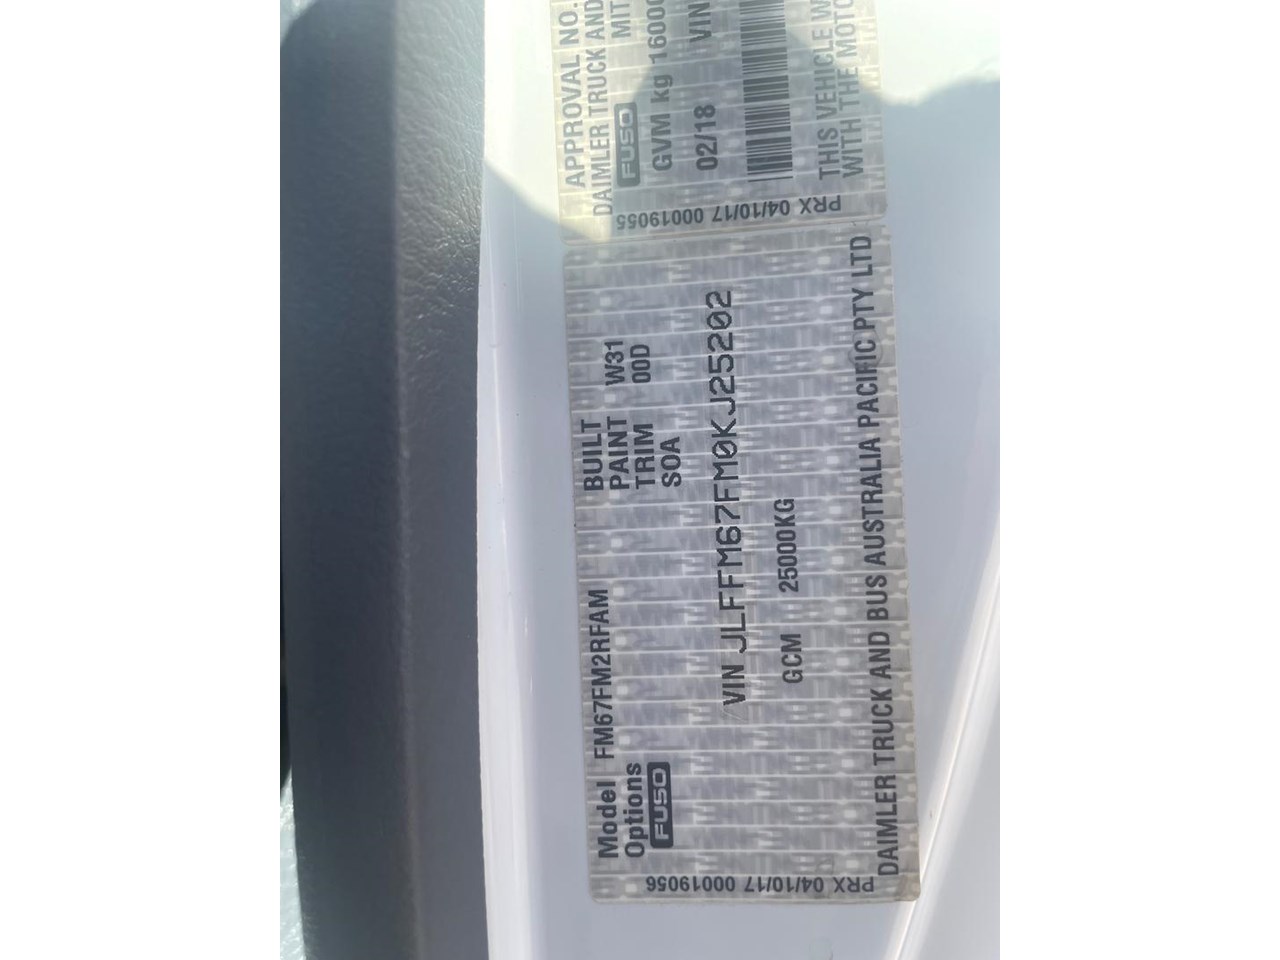 Model FM67FM2RFAM
Options
FUSO
BUILT
PAINT W31
TRIM 00D
SOA
VIN JLFFM67FM0KJ25202
GCM 25000KG
DAIMLER TRUCK AND BUS AUSTRALIA PACIFIC PTY LTD
PRX 04/10/17 00019056
APPROVAL NO.
DAIMLER TRUCK AND
MIT
FUSO
GVM kg 16000
02/18 VIN
THIS VEHICLE W
WITH THE MOTO
PRX 04/10/17 00019055